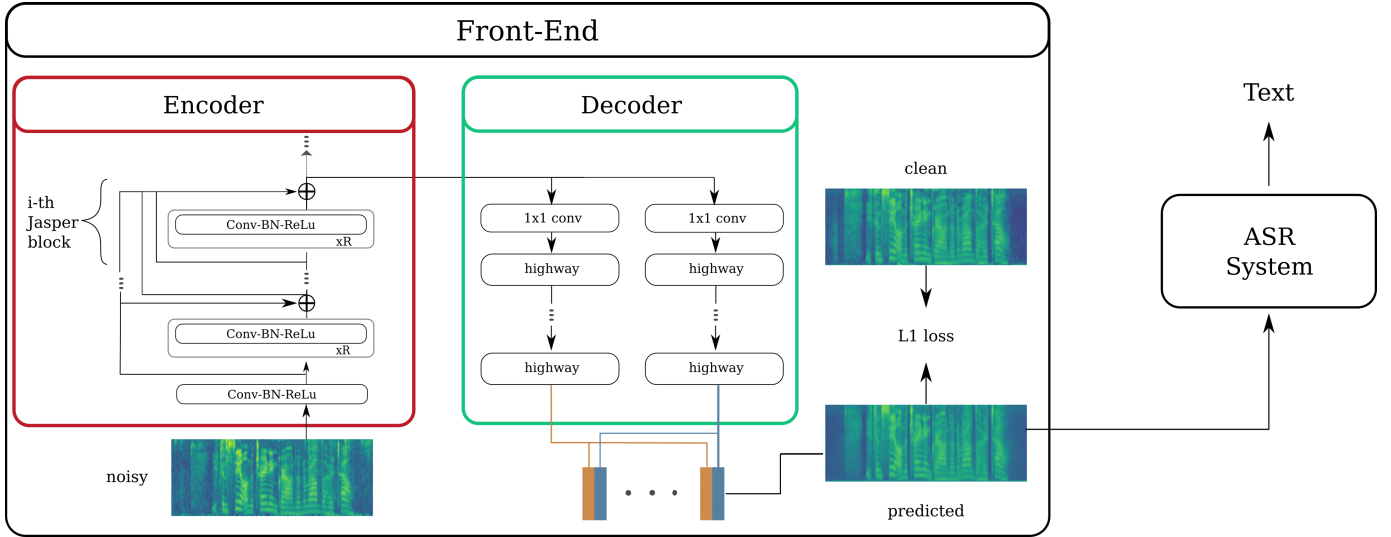 Front-End
Encoder
i-th
Jasper
block
Conv-BN-ReLu
xR
Conv-BN-ReLu
xR
Conv-BN-ReLu
noisy
Decoder
1x1 conv
1x1 conv
highway
highway
highway
highway
clean
L1 loss
predicted
Text
ASR
System